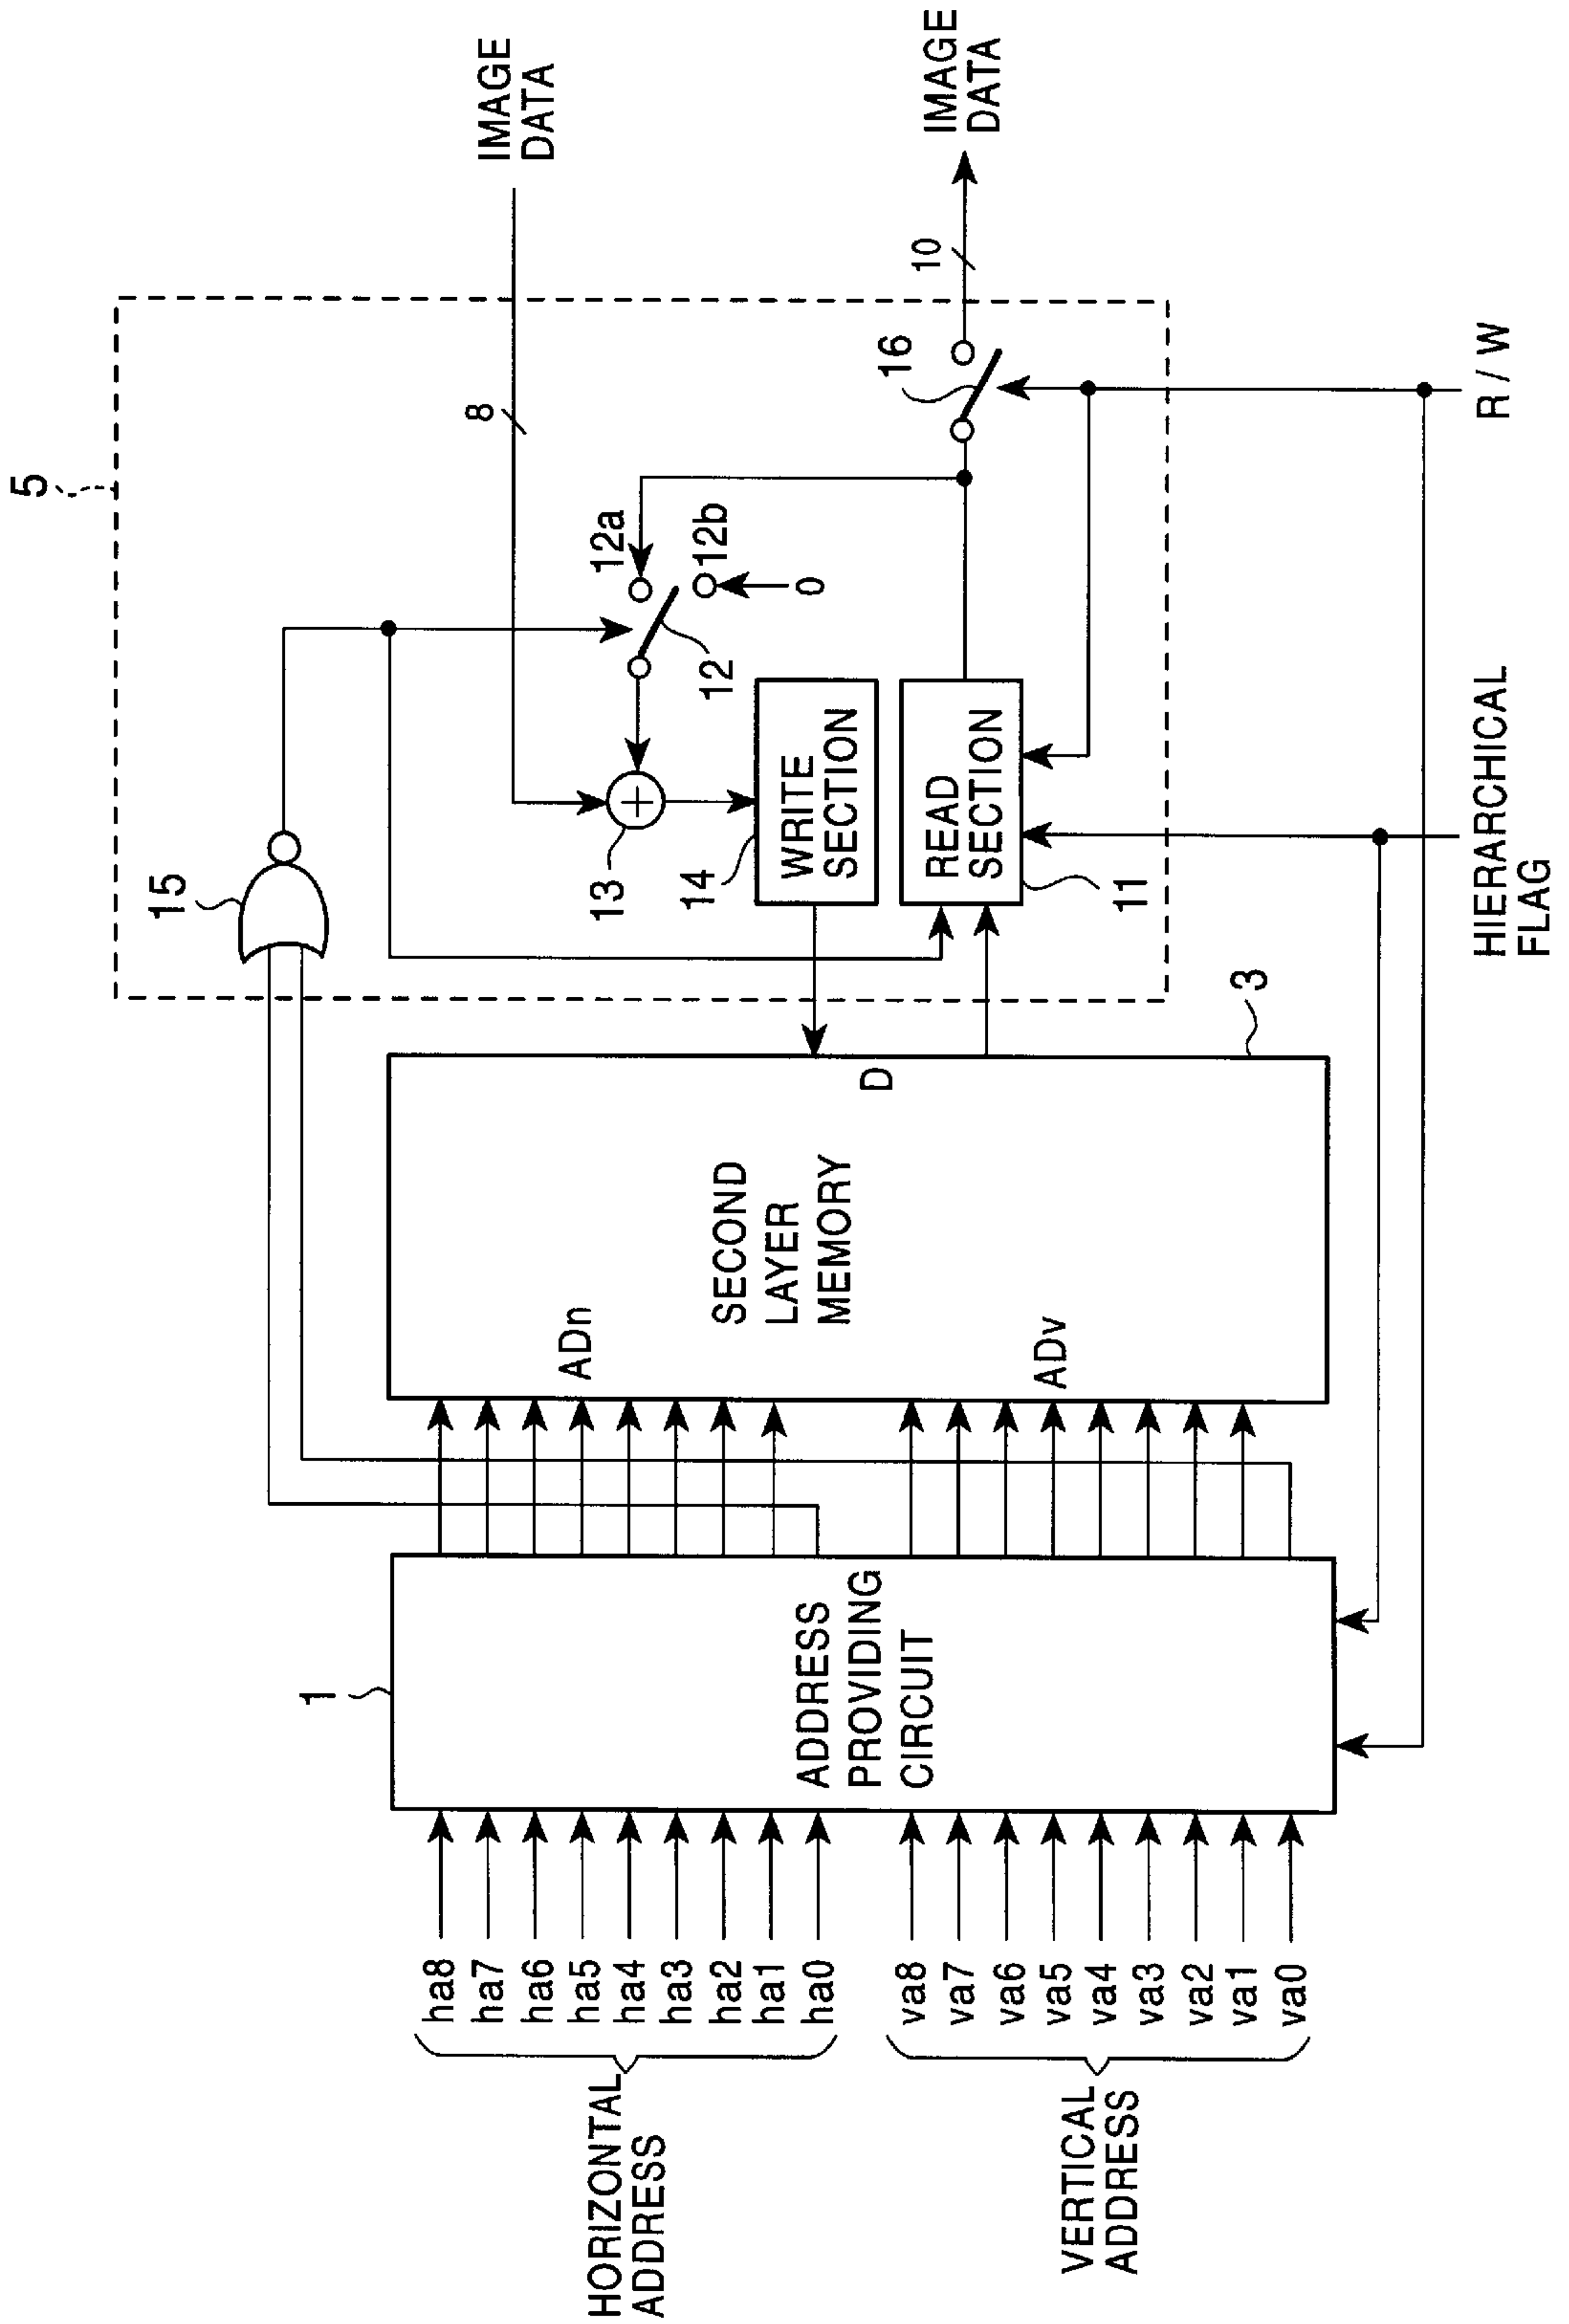 5
15
8
IMAGE
DATA
12a
12b
0
12
13
14
WRITE
SECTION
READ
SECTION
11
16
10
IMAGE
DATA
R / W
HIERARCHICAL
FLAG
1
3
ADn
ADv
D
SECOND
LAYER
MEMORY
ADDRESS
PROVIDING
CIRCUIT
HORIZONTAL
ADDRESS
ha8
ha7
ha6
ha5
ha4
ha3
ha2
ha1
ha0
VERTICAL
ADDRESS
va8
va7
va6
va5
va4
va3
va2
va1
va0